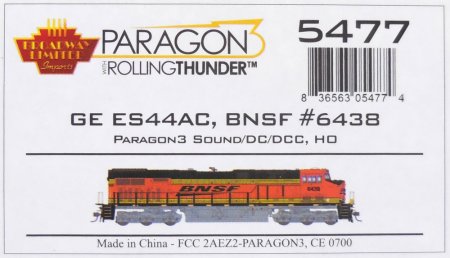 BROADWAY
LIMITED
Imports
PARAGON3
WITH ROLLINGTHUNDER™
5477
8 36563 05477 4
GE ES44AC, BNSF #6438
PARAGON3 SOUND/DC/DCC, HO
BNSF
6438
Made in China - FCC 2AEZ2-PARAGON3, CE 0700